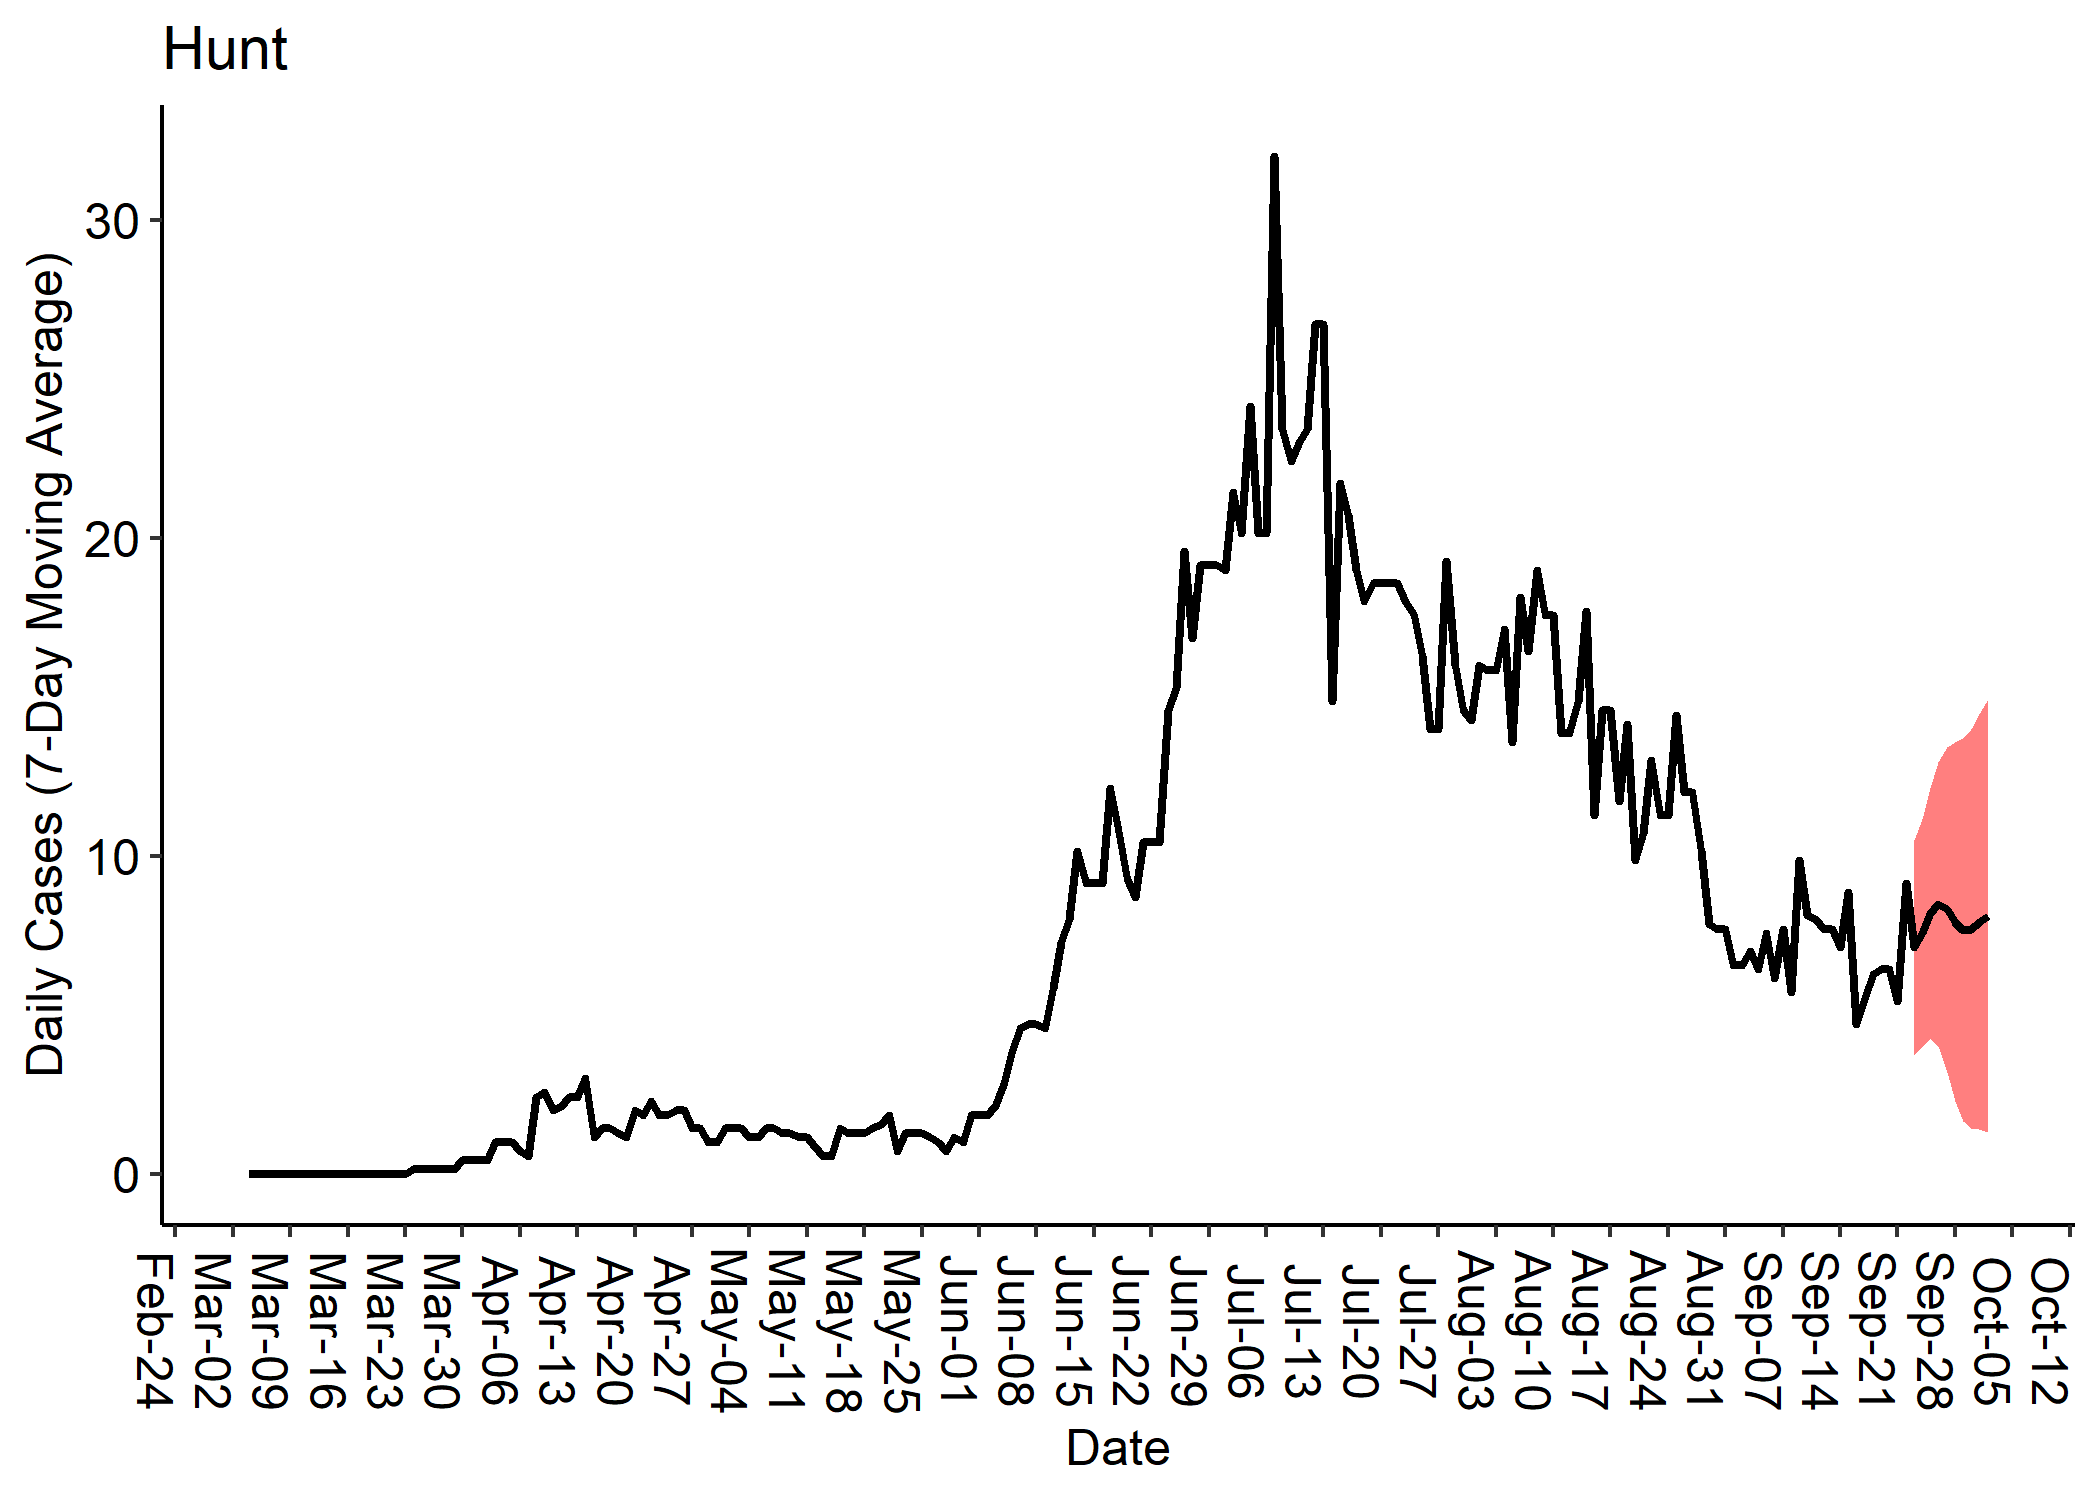 Hunt
Daily Cases (7-Day Moving Average)
30
20
10
0
Feb-24
Mar-02
Mar-09
Mar-16
Mar-23
Mar-30
Apr-06
Apr-13
Apr-20
Apr-27
May-04
May-11
May-18
May-25
Jun-01
Jun-08
Jun-15
Jun-22
Jun-29
Jul-06
Jul-13
Jul-20
Jul-27
Aug-03
Aug-10
Aug-17
Aug-24
Aug-31
Sep-07
Sep-14
Sep-21
Sep-28
Oct-05
Oct-12
Date